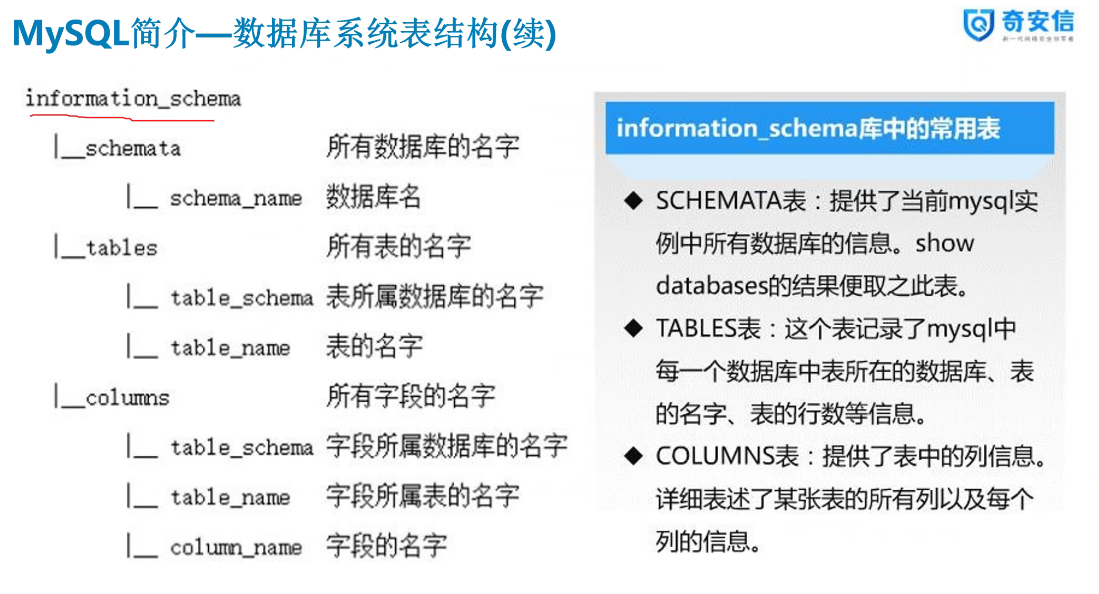 MySQL简介—数据库系统表结构(续)
奇安信
新一代网络安全领军者
information_schema
|__schemata 所有数据库的名字
|__ schema_name 数据库名
|__tables 所有表的名字
|__ table_schema 表所属数据库的名字
|__ table_name 表的名字
|__columns 所有字段的名字
|__ table_schema 字段所属数据库的名字
|__ table_name 字段所属表的名字
|__ column_name 字段的名字
information_schema库中的常用表
◆ SCHEMATA表：提供了当前mysql实
例中所有数据库的信息。show
databases的结果便取之此表。
◆ TABLES表：这个表记录了mysql中
每一个数据库中表所在的数据库、表
的名字、表的行数等信息。
◆ COLUMNS表：提供了表中的列信息。
详细表述了某张表的所有列以及每个
列的信息。